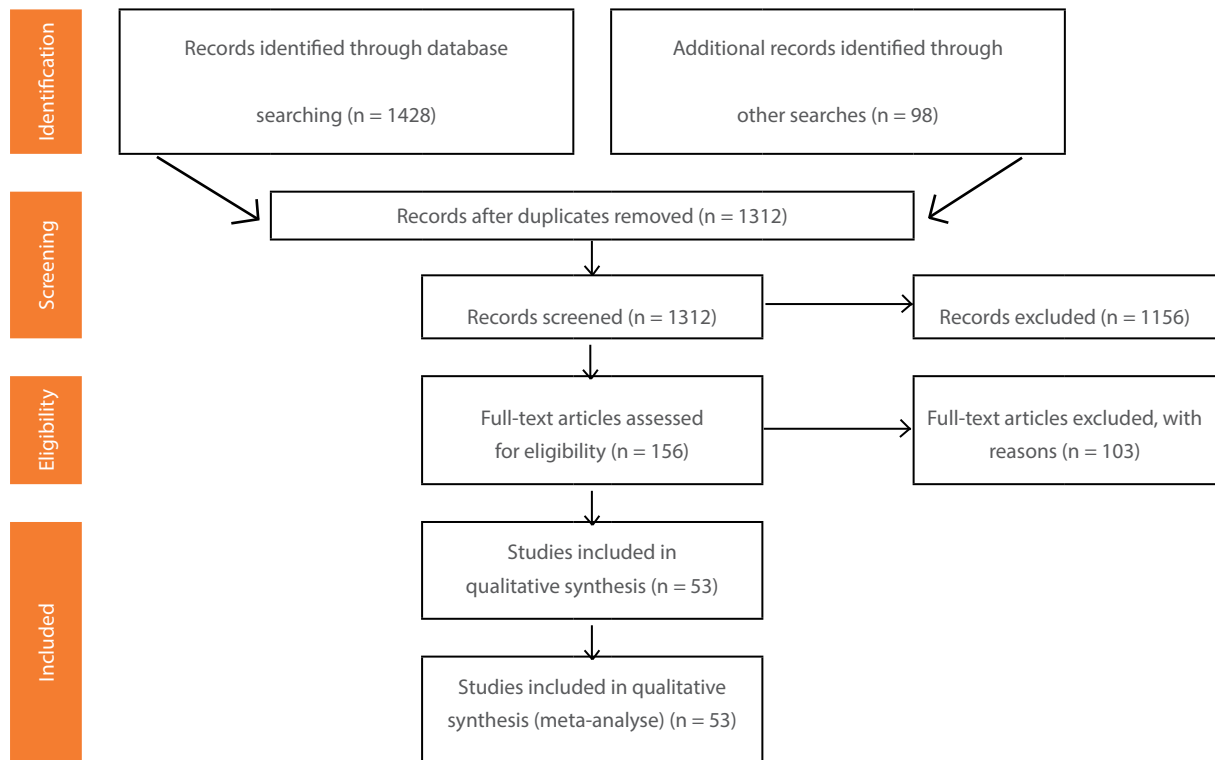 Identification
Records identified through database
searching (n = 1428)
Additional records identified through
other searches (n = 98)
Screening
Records after duplicates removed (n = 1312)
Records screened (n = 1312)
Records excluded (n = 1156)
Eligibility
Full-text articles assessed
for eligibility (n = 156)
Full-text articles excluded, with
reasons (n = 103)
Included
Studies included in
qualitative synthesis (n = 53)
Studies included in qualitative
synthesis (meta-analyse) (n = 53)